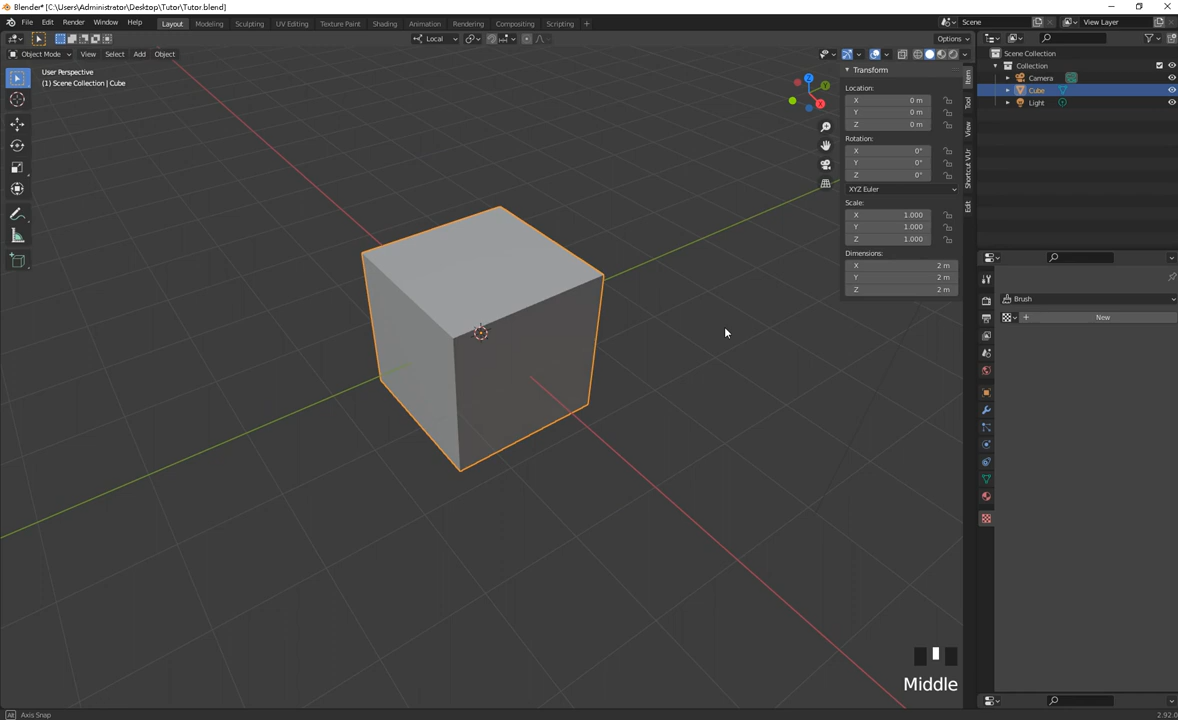 Blender* [C:\Users\Administrator\Desktop\Tutor\Tutor.blend]
File Edit Render Window Help Layout Modeling Sculpting UV Editing Texture Paint Shading Animation Rendering Compositing Scripting + Scene View Layer
Local Options
Object Mode View Select Add Object
User Perspective
(1) Scene Collection | Cube
Z
Y
X
Transform
Location:
X 0 m
Y 0 m
Z 0 m
Rotation:
X 0°
Y 0°
Z 0°
XYZ Euler
Scale:
X 1.000
Y 1.000
Z 1.000
Dimensions:
X 2 m
Y 2 m
Z 2 m
Item
Tool
View
Shortcut VUr
Edit
Scene Collection
Collection
Camera
Cube
Light
Brush
+ New
Middle
Alt Axis Snap
2.92.0